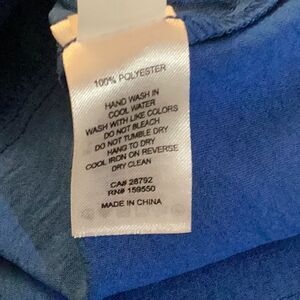 100% POLYESTER
HAND WASH IN
COOL WATER
WASH WITH LIKE COLORS
DO NOT BLEACH
DO NOT TUMBLE DRY
HANG TO DRY
COOL IRON ON REVERSE
DRY CLEAN
CA# 26792
RN# 159550
MADE IN CHINA